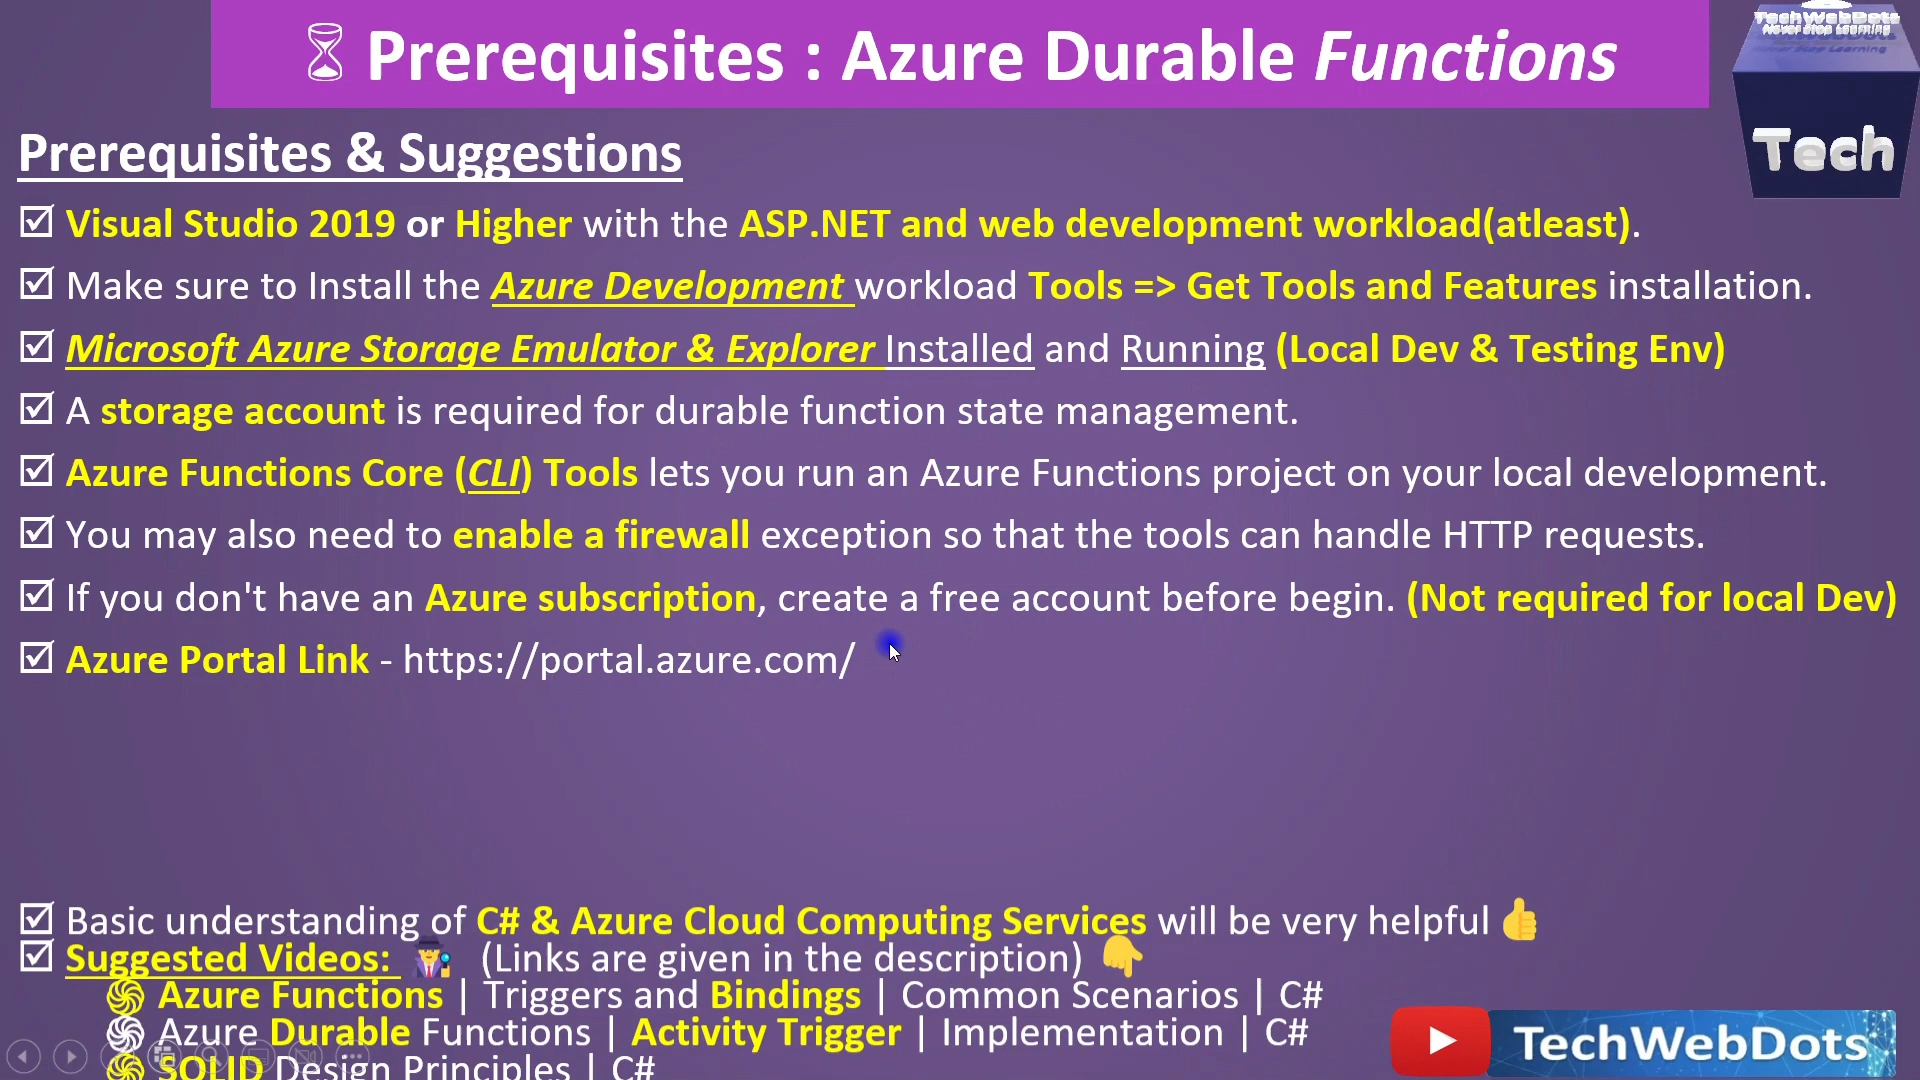 Prerequisites : Azure Durable Functions
TechWebDots
Never Stop Learning
Tech
Prerequisites & Suggestions
Visual Studio 2019 or Higher with the ASP.NET and web development workload(atleast).
Make sure to Install the Azure Development workload Tools => Get Tools and Features installation.
Microsoft Azure Storage Emulator & Explorer Installed and Running (Local Dev & Testing Env)
A storage account is required for durable function state management.
Azure Functions Core (CLI) Tools lets you run an Azure Functions project on your local development.
You may also need to enable a firewall exception so that the tools can handle HTTP requests.
If you don't have an Azure subscription, create a free account before begin. (Not required for local Dev)
Azure Portal Link - https://portal.azure.com/
Basic understanding of C# & Azure Cloud Computing Services will be very helpful
Suggested Videos: (Links are given in the description)
Azure Functions | Triggers and Bindings | Common Scenarios | C#
Azure Durable Functions | Activity Trigger | Implementation | C#
SOLID Design Principles | C#
TechWebDots